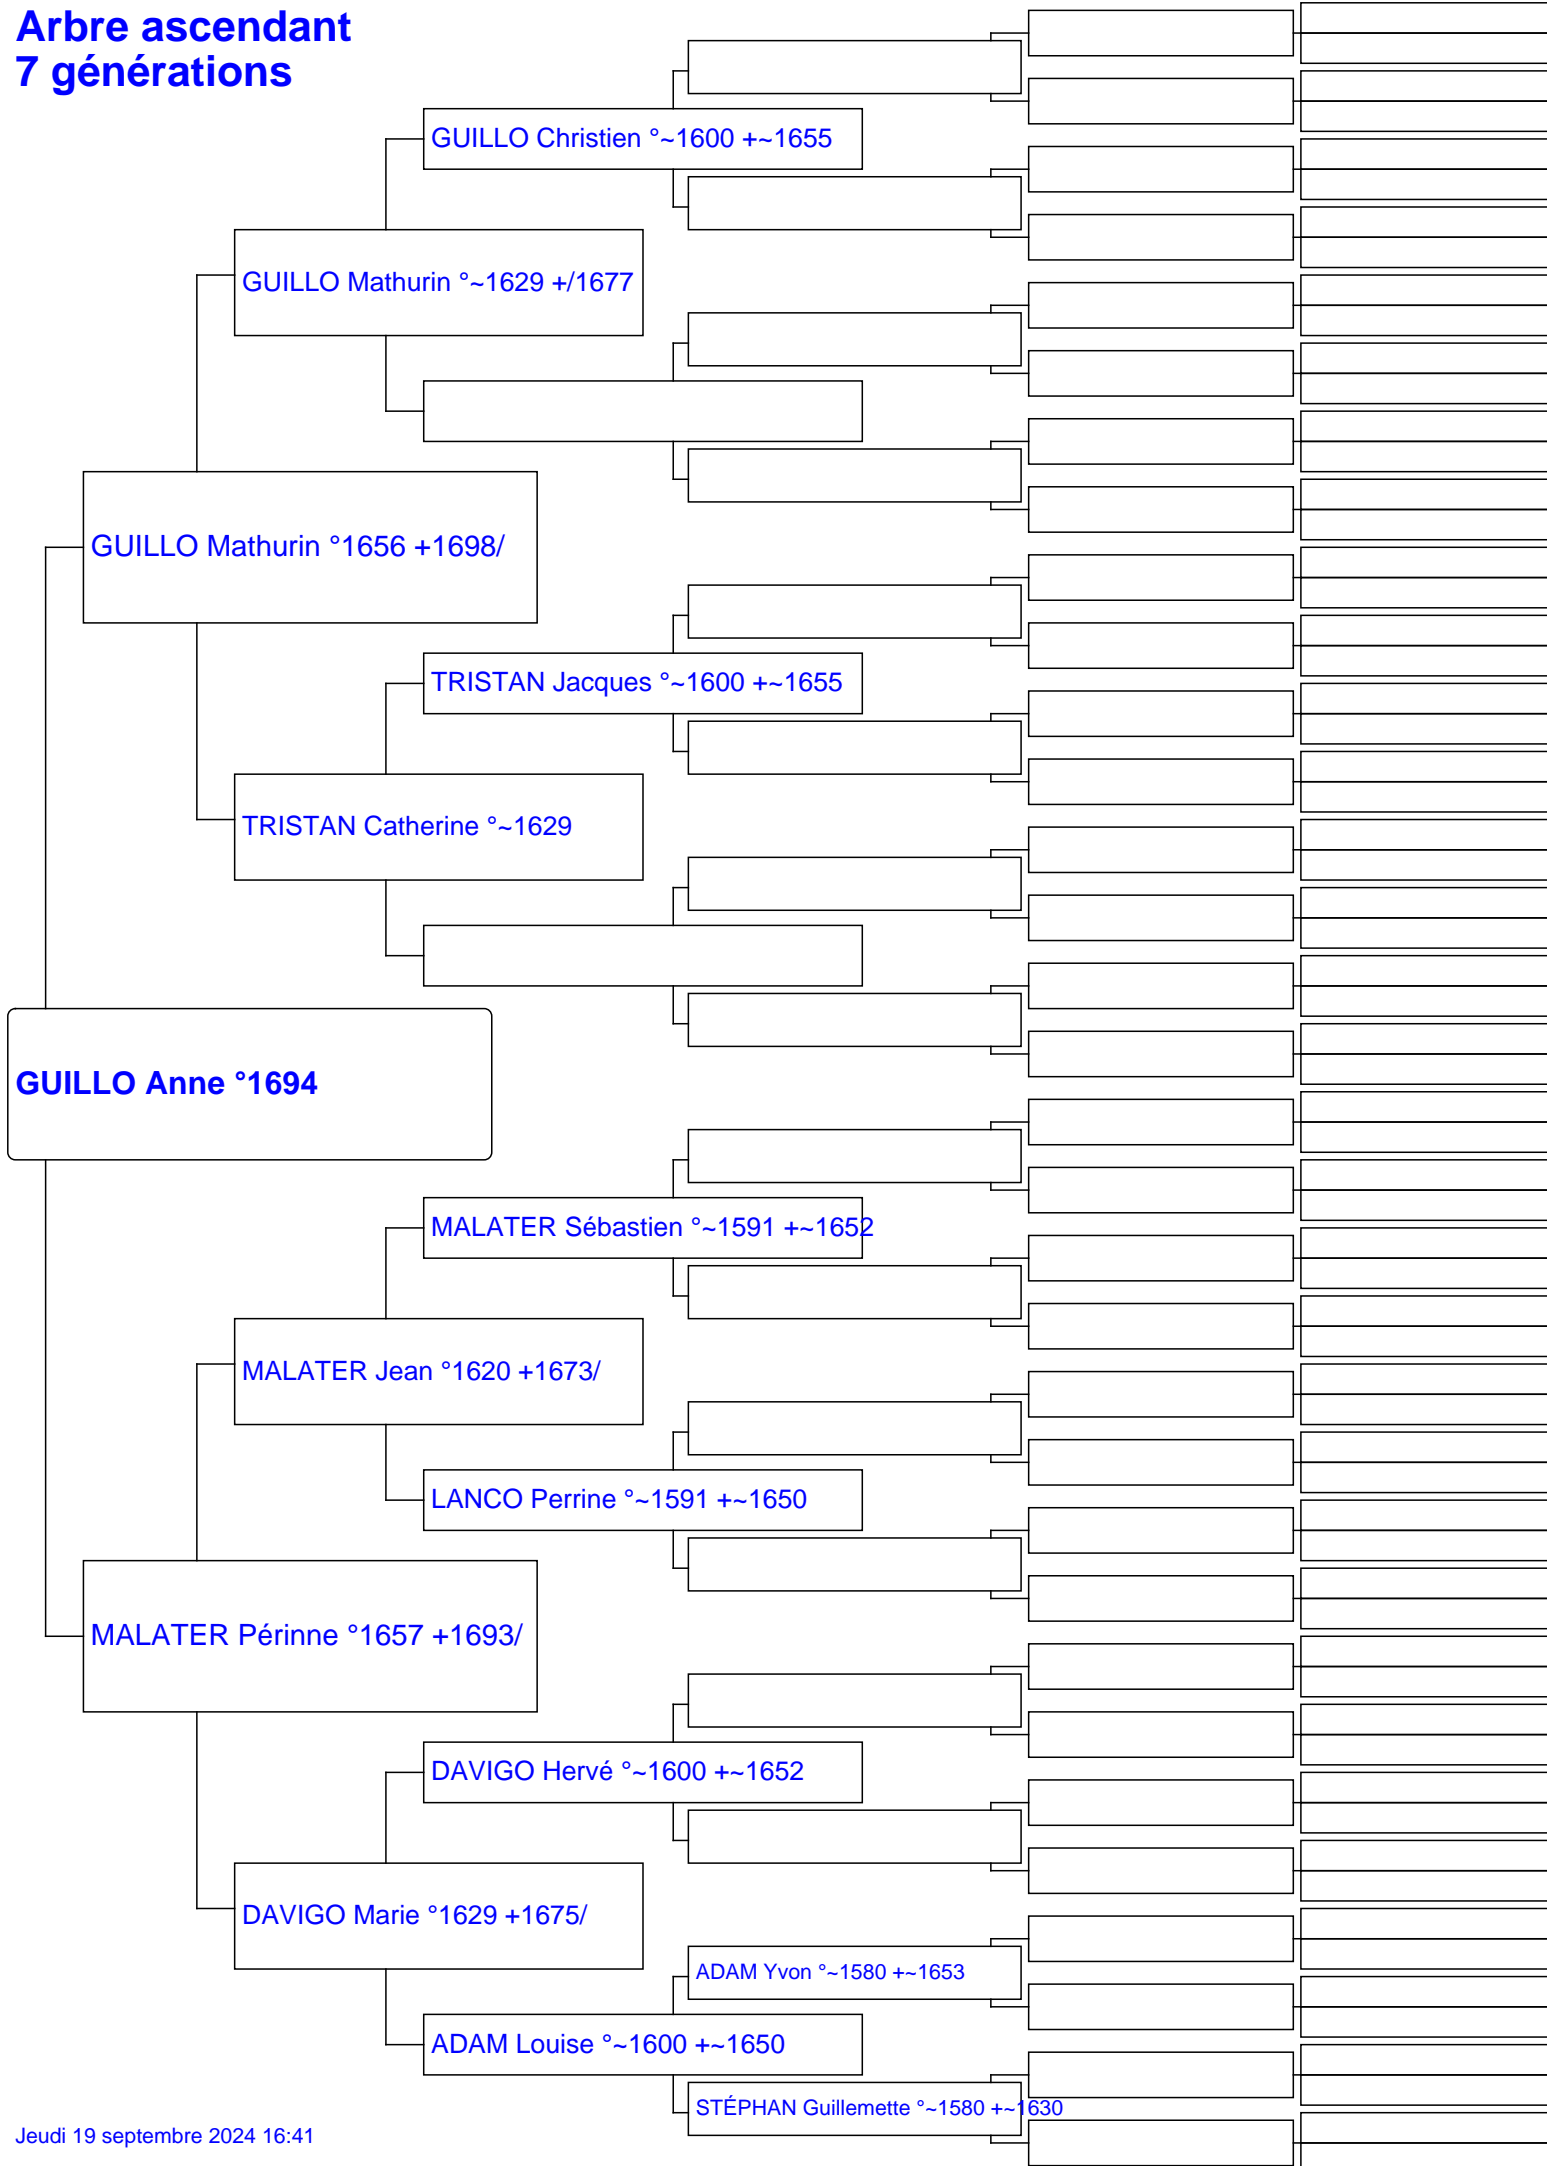 Arbre ascendant
7 générations
GUILLO Christien °~1600 +~1655
GUILLO Mathurin °~1629 +/1677
GUILLO Mathurin °1656 +1698/
TRISTAN Jacques °~1600 +~1655
TRISTAN Catherine °~1629
GUILLO Anne °1694
MALATER Sébastien °~1591 +~1652
MALATER Jean °1620 +1673/
LANCO Perrine °~1591 +~1650
MALATER Périnne °1657 +1693/
DAVIGO Hervé °~1600 +~1652
DAVIGO Marie °1629 +1675/
ADAM Yvon °~1580 +~1653
ADAM Louise °~1600 +~1650
STÉPHAN Guillemette °~1580 +~1630
Jeudi 19 septembre 2024 16:41